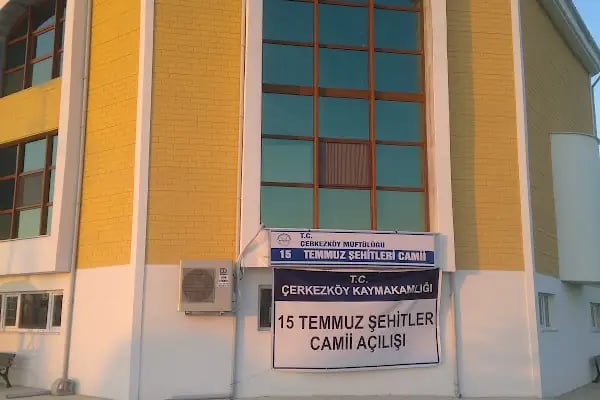 T.C.
ÇERKEZKÖY MÜFTÜLÜĞÜ
15 TEMMUZ ŞEHİTLERİ CAMİİ
T.C.
ÇERKEZKÖY KAYMAKAMLIĞI
15 TEMMUZ ŞEHİTLER
CAMİİ AÇILIŞI